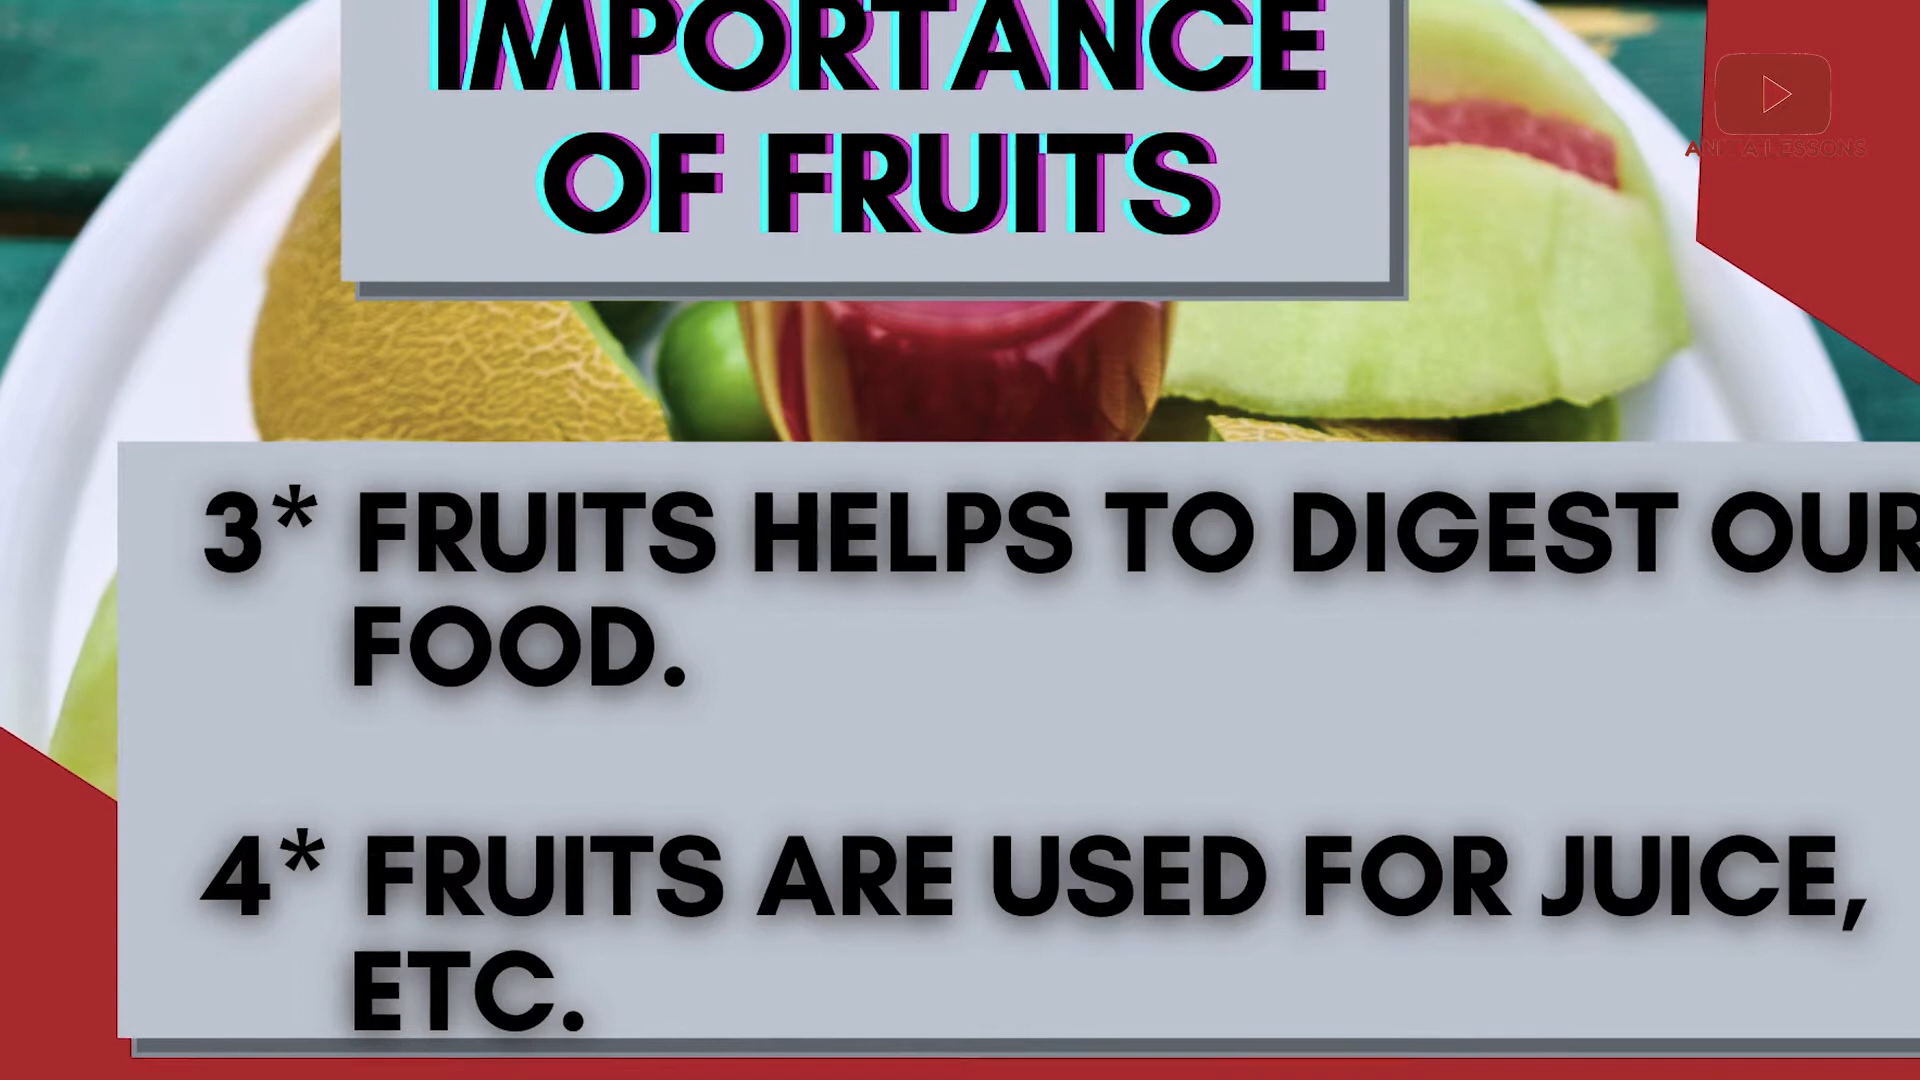 IMPORTANCE
OF FRUITS
3* FRUITS HELPS TO DIGEST OUR
FOOD.
4* FRUITS ARE USED FOR JUICE,
ETC.